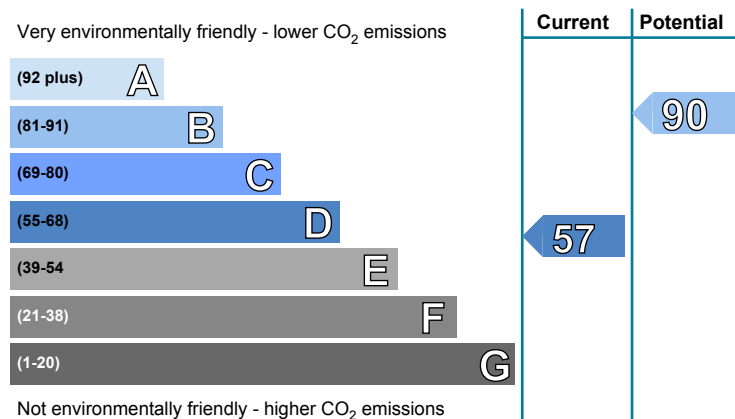 Very environmentally friendly - lower CO₂ emissions
Current
Potential
(92 plus) A
(81-91) B
(69-80) C
(55-68) D
(39-54 E
(21-38) F
(1-20) G
57
90
Not environmentally friendly - higher CO₂ emissions